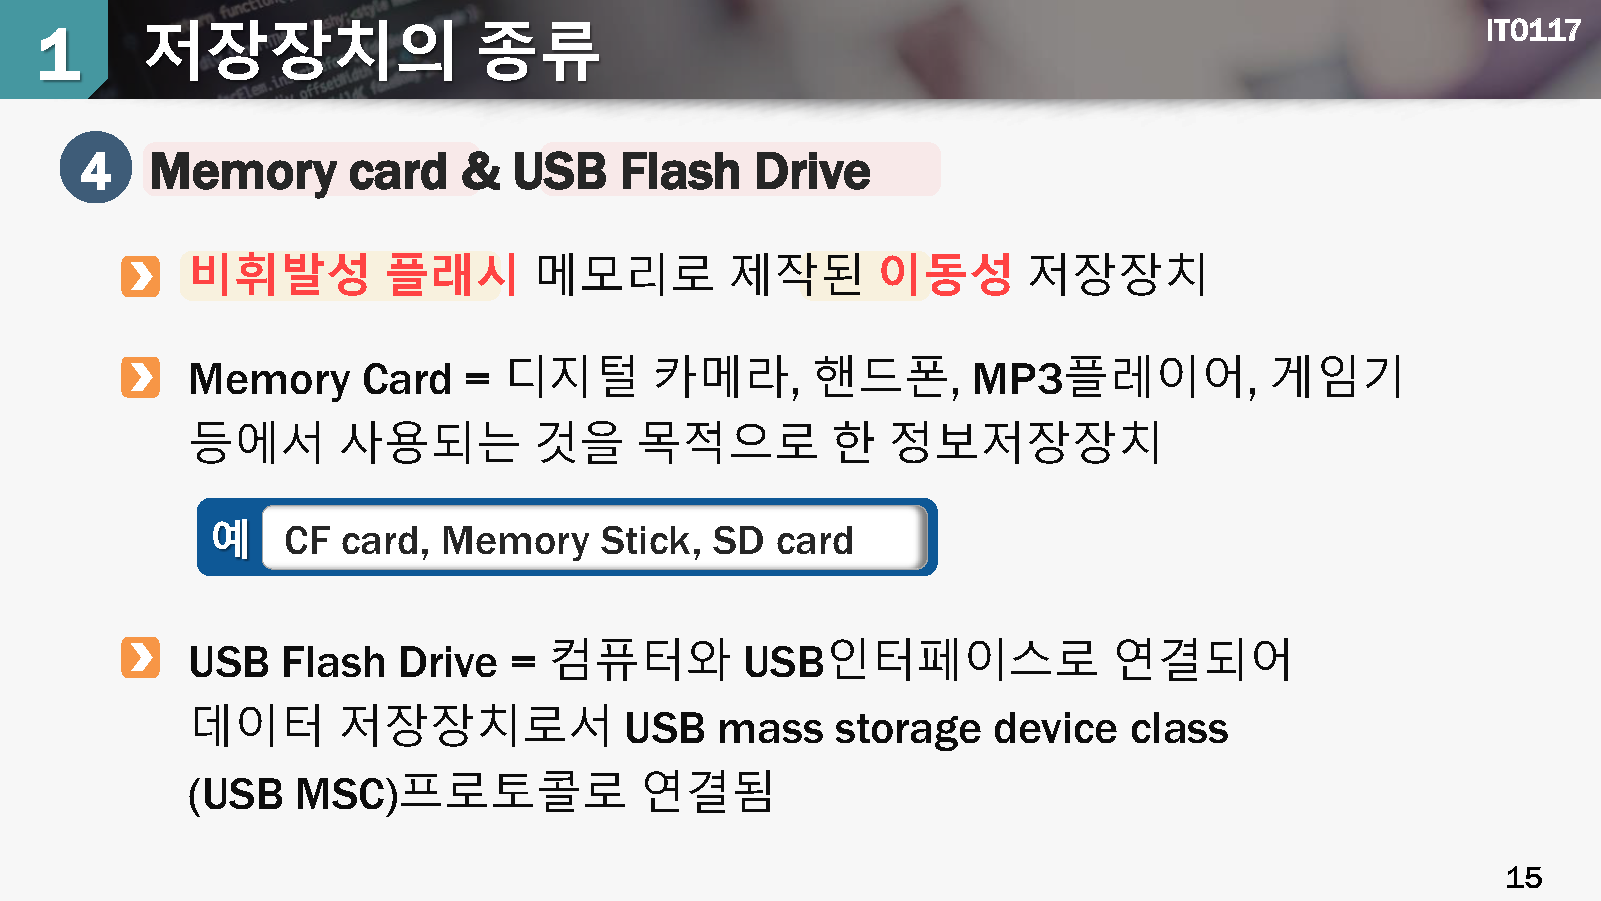 1 저장장치의 종류
IT0117
4 Memory card & USB Flash Drive
비휘발성 플래시 메모리로 제작된 이동성 저장장치
Memory Card = 디지털 카메라, 핸드폰, MP3플레이어, 게임기
등에서 사용되는 것을 목적으로 한 정보저장장치
예 CF card, Memory Stick, SD card
USB Flash Drive = 컴퓨터와 USB인터페이스로 연결되어
데이터 저장장치로서 USB mass storage device class
(USB MSC)프로토콜로 연결됨
15